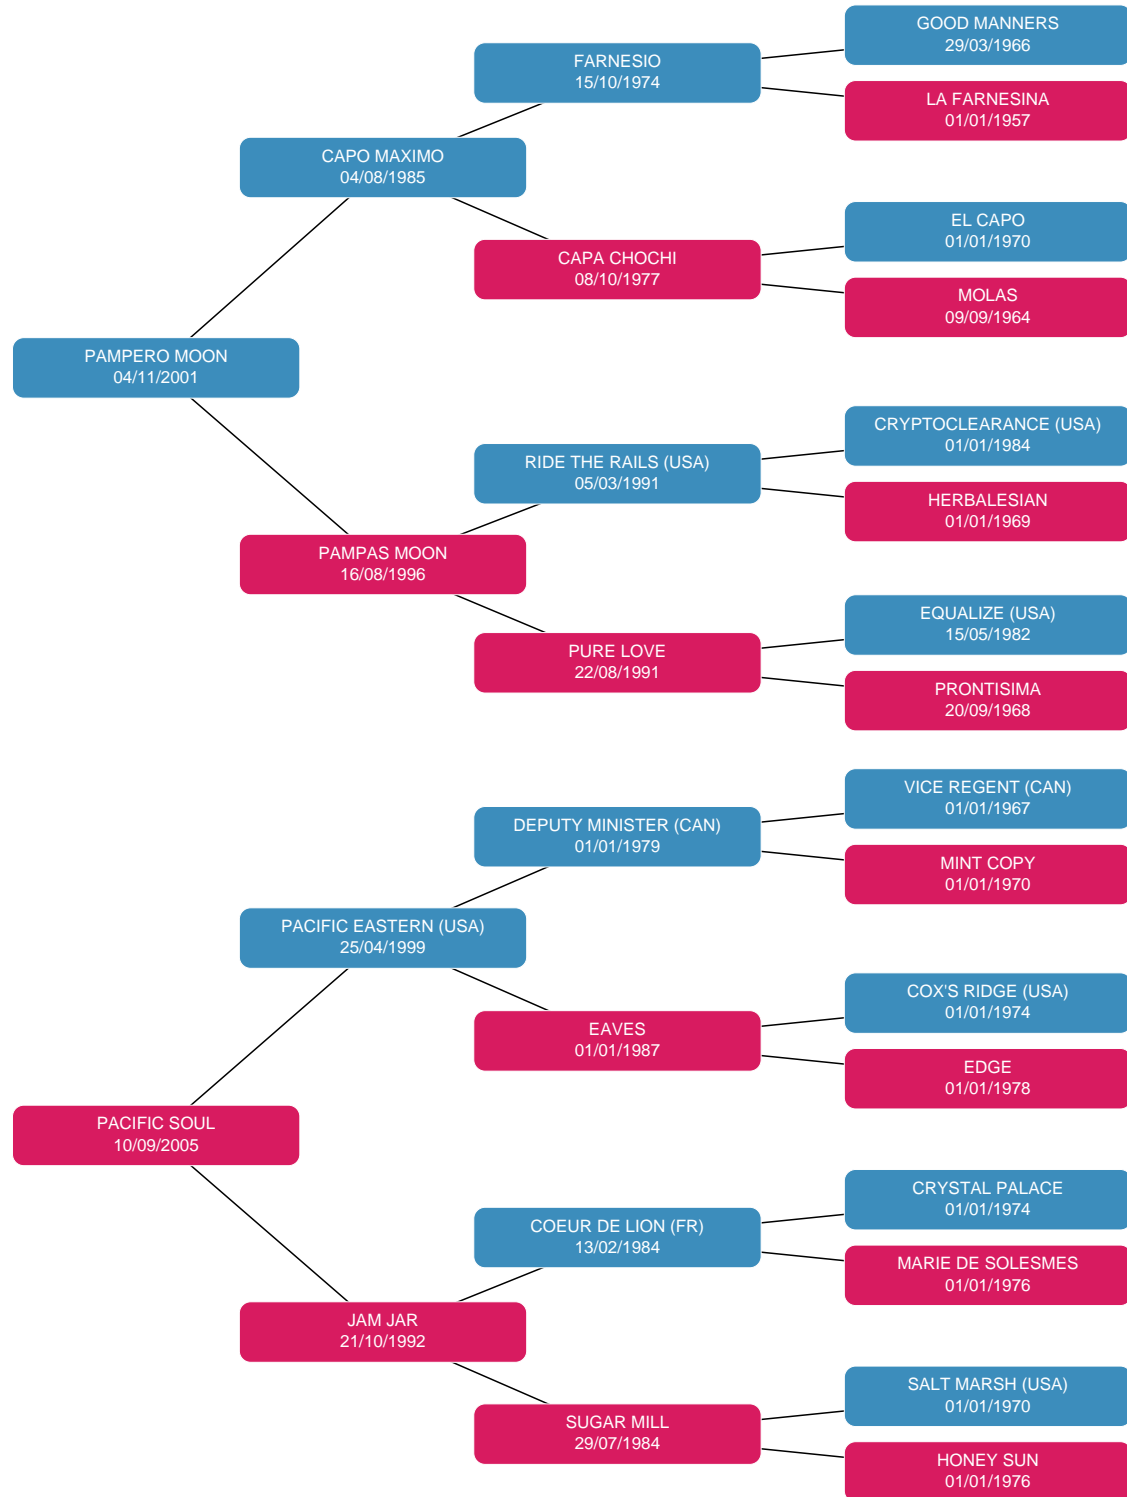 GOOD MANNERS
29/03/1966
FARNESIO
15/10/1974
LA FARNESINA
01/01/1957
CAPO MAXIMO
04/08/1985
EL CAPO
01/01/1970
CAPA CHOCHI
08/10/1977
MOLAS
09/09/1964
PAMPERO MOON
04/11/2001
CRYPTOCLEARANCE (USA)
01/01/1984
RIDE THE RAILS (USA)
05/03/1991
HERBALESIAN
01/01/1969
PAMPAS MOON
16/08/1996
EQUALIZE (USA)
15/05/1982
PURE LOVE
22/08/1991
PRONTISIMA
20/09/1968
VICE REGENT (CAN)
01/01/1967
DEPUTY MINISTER (CAN)
01/01/1979
MINT COPY
01/01/1970
PACIFIC EASTERN (USA)
25/04/1999
COX'S RIDGE (USA)
01/01/1974
EAVES
01/01/1987
EDGE
01/01/1978
PACIFIC SOUL
10/09/2005
CRYSTAL PALACE
01/01/1974
COEUR DE LION (FR)
13/02/1984
MARIE DE SOLESMES
01/01/1976
JAM JAR
21/10/1992
SALT MARSH (USA)
01/01/1970
SUGAR MILL
29/07/1984
HONEY SUN
01/01/1976